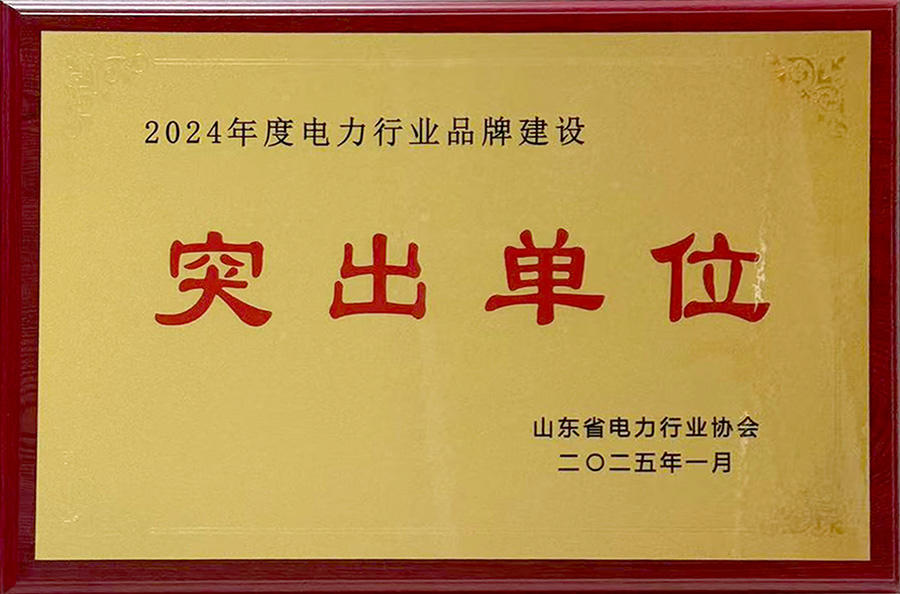 2024年度电力行业品牌建设
突出单位
山东省电力行业协会
二〇二五年一月